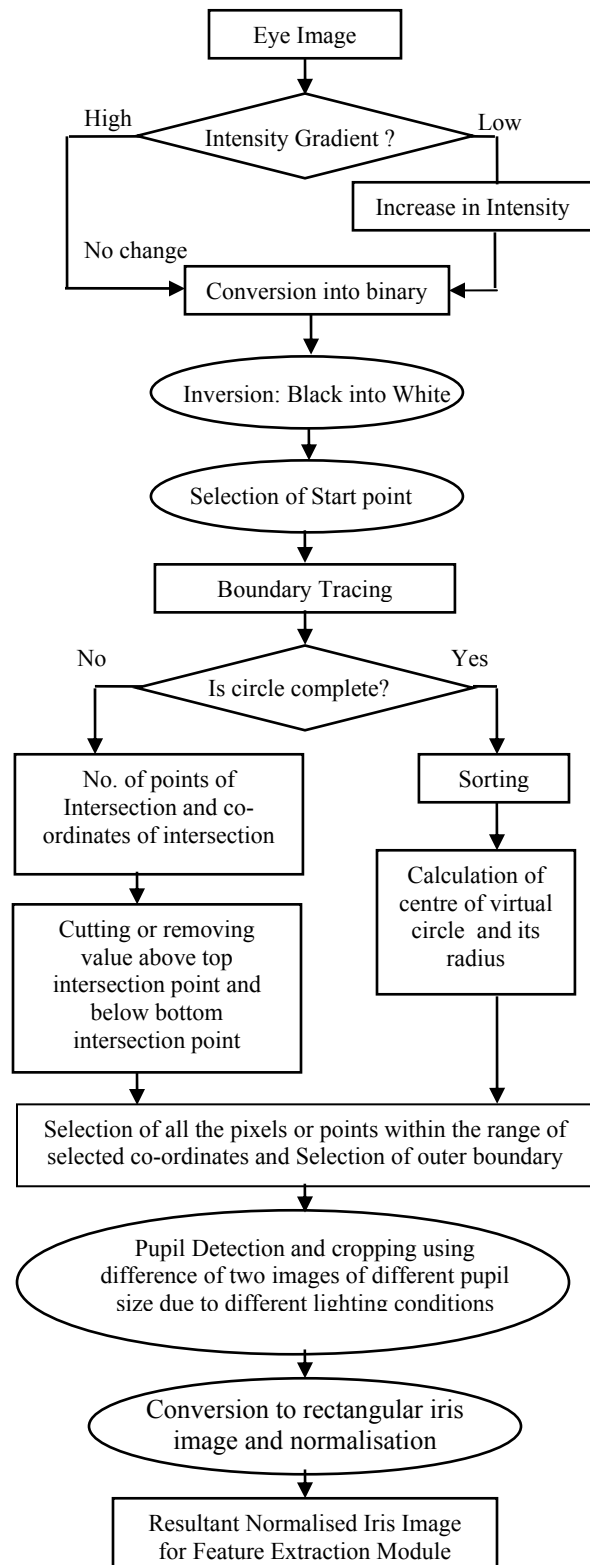 Eye Image
High
Intensity Gradient ?
Low
Increase in Intensity
No change
Conversion into binary
Inversion: Black into White
Selection of Start point
Boundary Tracing
No
Is circle complete?
Yes
No. of points of
Intersection and co-
ordinates of intersection
Sorting
Cutting or removing
value above top
intersection point and
below bottom
intersection point
Calculation of
centre of virtual
circle and its
radius
Selection of all the pixels or points within the range of
selected co-ordinates and Selection of outer boundary
Pupil Detection and cropping using
difference of two images of different pupil
size due to different lighting conditions
Conversion to rectangular iris
image and normalisation
Resultant Normalised Iris Image
for Feature Extraction Module